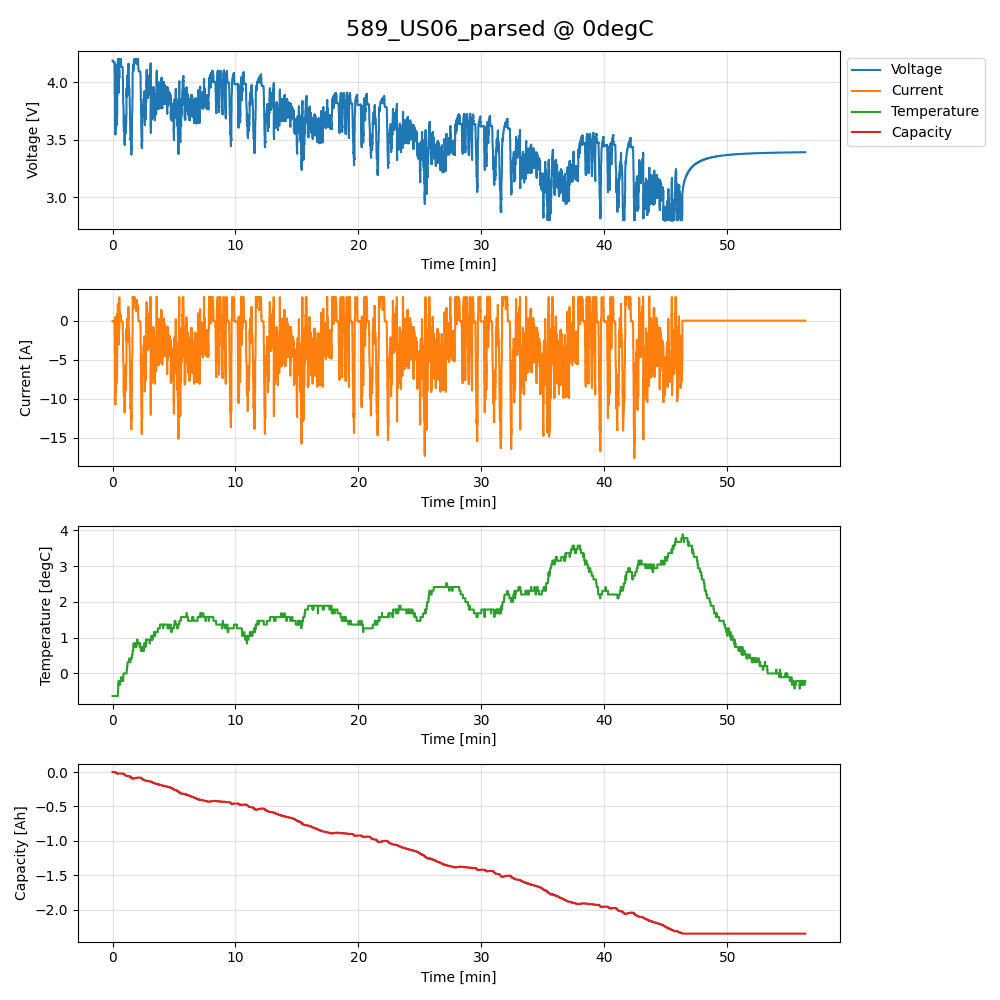 589_US06_parsed @ 0degC
Voltage [V]
4.0
3.5
3.0
0 10 20 30 40 50
Time [min]
Voltage
Current
Temperature
Capacity
Current [A]
0
−5
−10
−15
0 10 20 30 40 50
Time [min]
Temperature [degC]
4
3
2
1
0
0 10 20 30 40 50
Time [min]
Capacity [Ah]
0.0
−0.5
−1.0
−1.5
−2.0
0 10 20 30 40 50
Time [min]